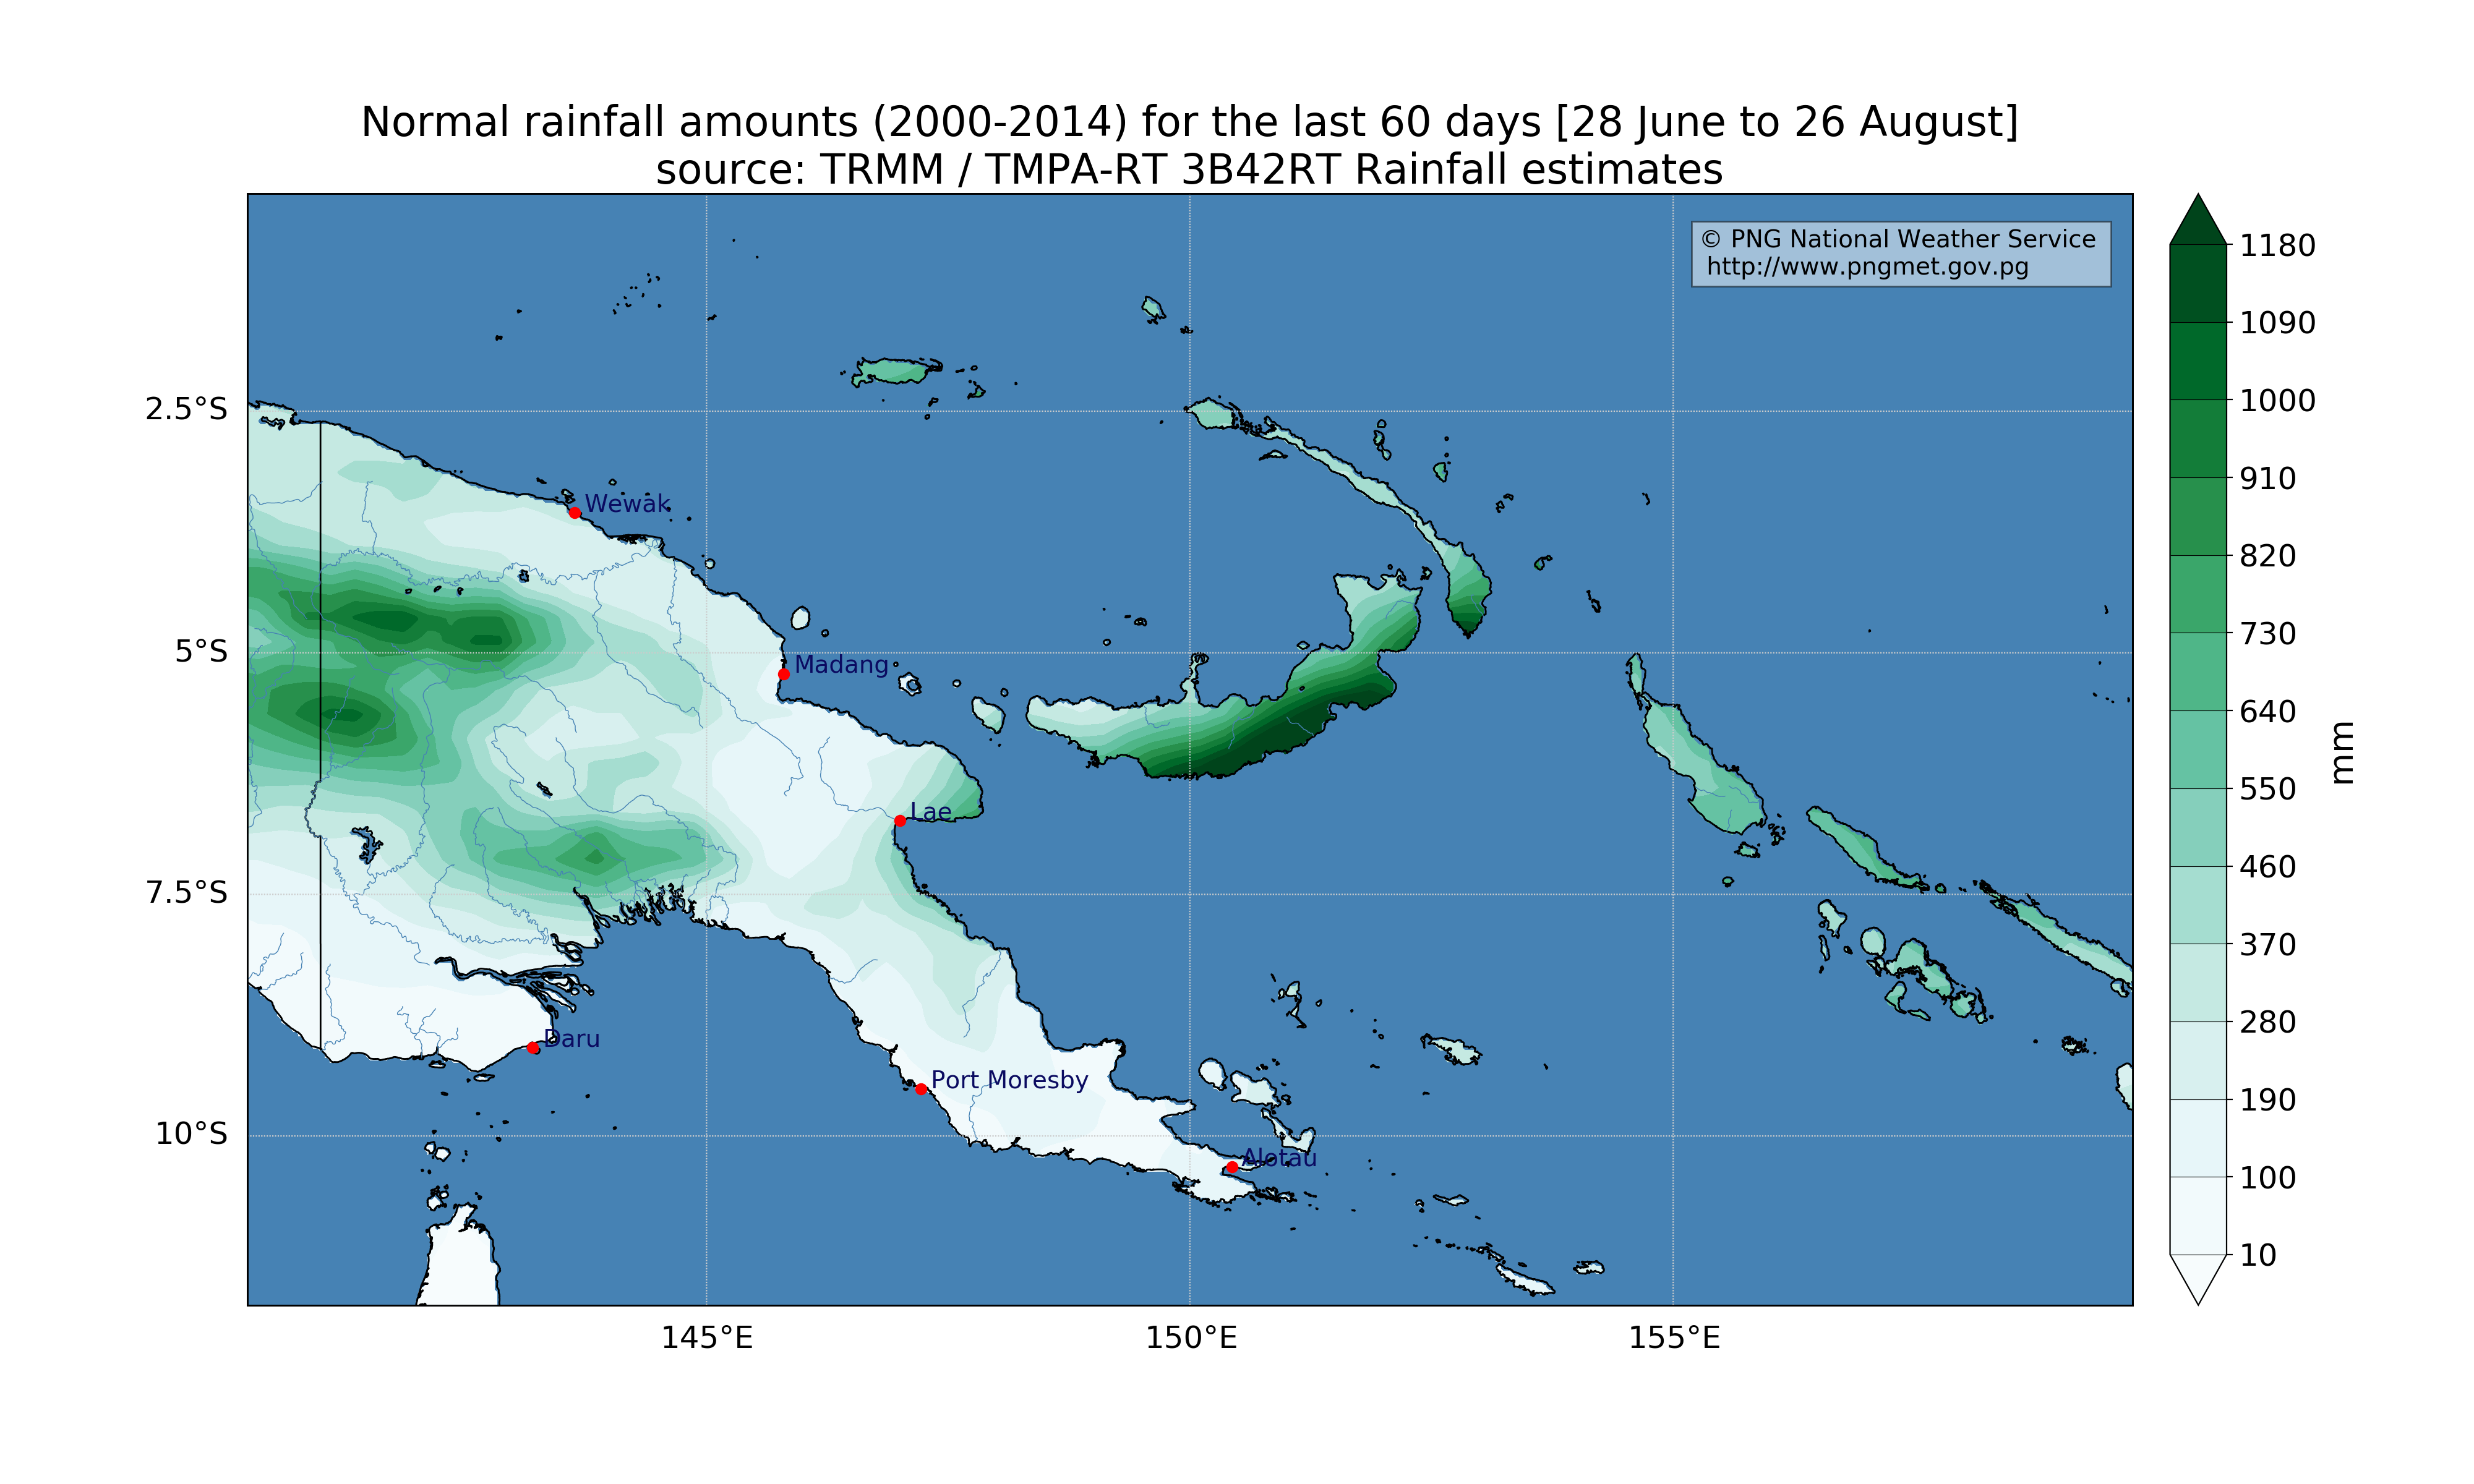 Normal rainfall amounts (2000-2014) for the last 60 days [28 June to 26 August]
source: TRMM / TMPA-RT 3B42RT Rainfall estimates
© PNG National Weather Service
http://www.pngmet.gov.pg
2.5°S
5°S
7.5°S
10°S
Wewak
Madang
Lae
Daru
Port Moresby
Alotau
145°E
150°E
155°E
1180
1090
1000
910
820
730
640
550
460
370
280
190
100
10
mm